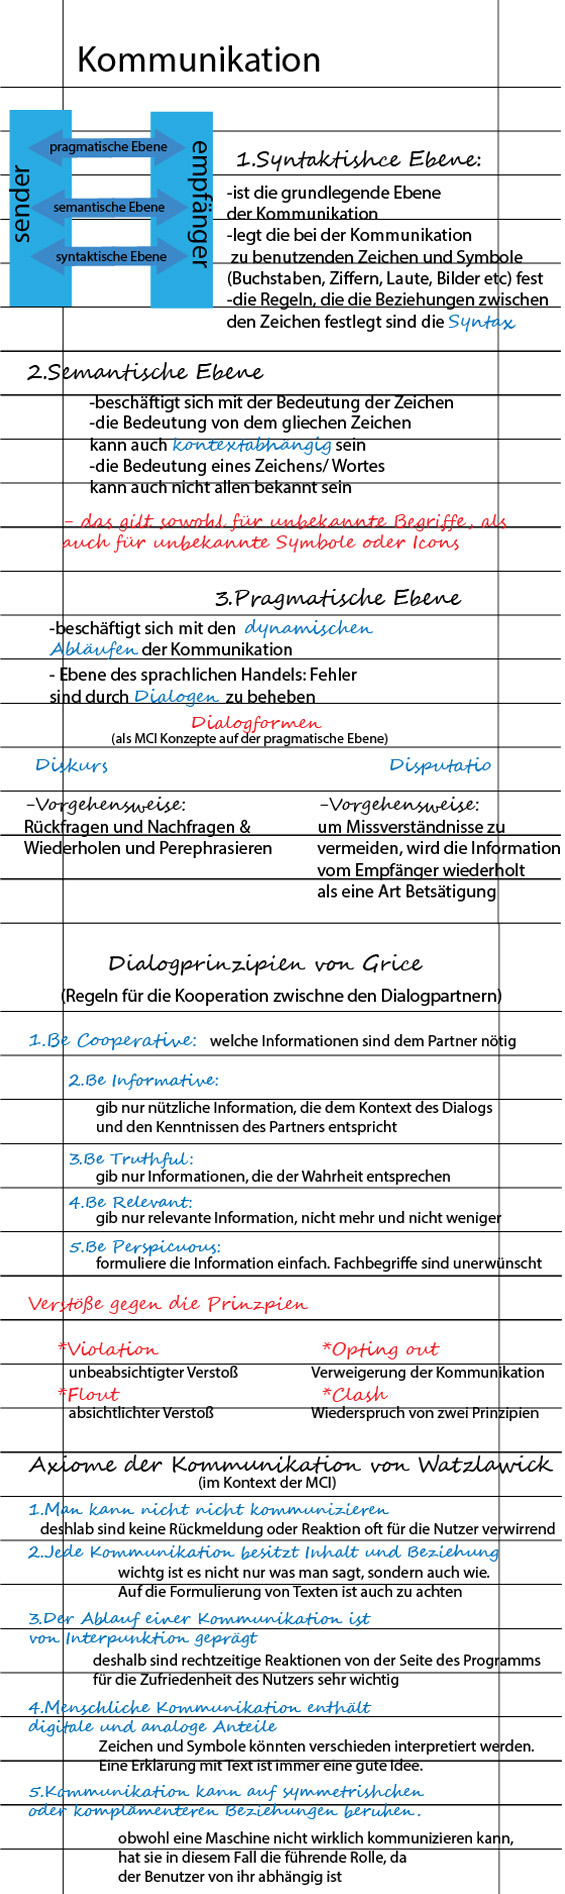 Kommunikation
sender
pragmatische Ebene
semantische Ebene
syntaktische Ebene
empfänger
1.Syntaktishce Ebene:
-ist die grundlegende Ebene
der Kommunikation
-legt die bei der Kommunikation
zu benutzenden Zeichen und Symbole
(Buchstaben, Ziffern, Laute, Bilder etc) fest
-die Regeln, die die Beziehungen zwischen
den Zeichen festlegt sind die Syntax
2.Semantische Ebene
-beschäftigt sich mit der Bedeutung der Zeichen
-die Bedeutung von dem gliechen Zeichen
kann auch kontextabhängig sein
-die Bedeutung eines Zeichens/ Wortes
kann auch nicht allen bekannt sein
- das gilt sowohl für unbekannte Begriffe, als
auch für unbekannte Symbole oder Icons
3.Pragmatische Ebene
-beschäftigt sich mit den dynamischen
Abläufen der Kommunikation
- Ebene des sprachlichen Handels: Fehler
sind durch Dialogen zu beheben
Dialogformen
(als MCI Konzepte auf der pragmatische Ebene)
Diskurs
-Vorgehensweise:
Rückfragen und Nachfragen &
Wiederholen und Perephrasieren
Disputatio
-Vorgehensweise:
um Missverständnisse zu
vermeiden, wird die Information
vom Empfänger wiederholt
als eine Art Betsätigung
Dialogprinzipien von Grice
(Regeln für die Kooperation zwischne den Dialogpartnern)
1.Be Cooperative: welche Informationen sind dem Partner nötig
2.Be Informative:
gib nur nützliche Information, die dem Kontext des Dialogs
und den Kenntnissen des Partners entspricht
3.Be Truthful:
gib nur Informationen, die der Wahrheit entsprechen
4.Be Relevant:
gib nur relevante Information, nicht mehr und nicht weniger
5.Be Perspicuous:
formuliere die Information einfach. Fachbegriffe sind unerwünscht
Verstöße gegen die Prinzpien
*Violation
unbeabsichtigter Verstoß
*Opting out
Verweigerung der Kommunikation
*Flout
absichtlichter Verstoß
*Clash
Wiederspruch von zwei Prinzipien
Axiome der Kommunikation von Watzlawick
(im Kontext der MCI)
1.Man kann nicht nicht kommunizieren
deshlab sind keine Rückmeldung oder Reaktion oft für die Nutzer verwirrend
2.Jede Kommunikation besitzt Inhalt und Beziehung
wichtg ist es nicht nur was man sagt, sondern auch wie.
Auf die Formulierung von Texten ist auch zu achten
3.Der Ablauf einer Kommunikation ist
von Interpunktion geprägt
deshalb sind rechtzeitige Reaktionen von der Seite des Programms
für die Zufriedenheit des Nutzers sehr wichtig
4.Menschliche Kommunikation enthält
digitale und analoge Anteile
Zeichen und Symbole könnten verschieden interpretiert werden.
Eine Erklärung mit Text ist immer eine gute Idee.
5.Kommunikation kann auf symmetrishchen
oder komplämenteren Beziehungen beruhen.
obwohl eine Maschine nicht wirklich kommunizieren kann,
hat sie in diesem Fall die führende Rolle, da
der Benutzer von ihr abhängig ist